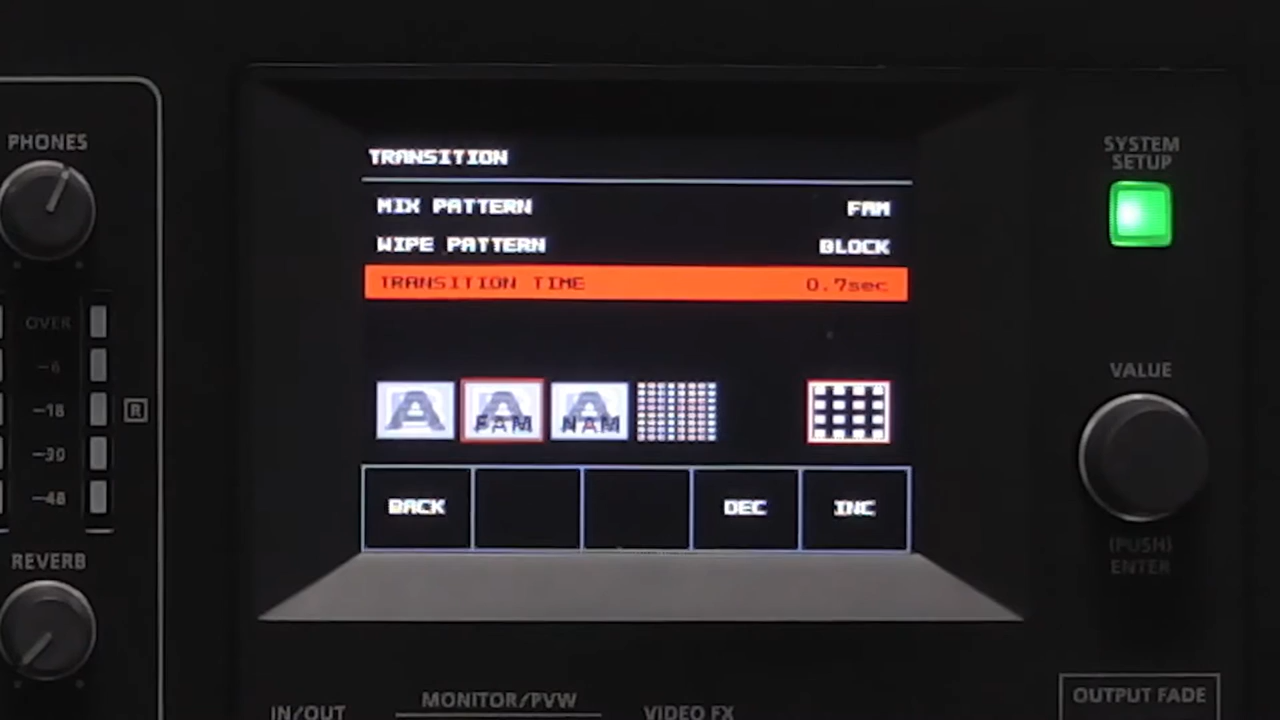 PHONES
OVER
-6
-18
R
-30
-48
REVERB
TRANSITION
MIX PATTERN FAM
WIPE PATTERN BLOCK
TRANSITION TIME 0.7sec
A
A FAM
A NAM
BACK DEC INC
SYSTEM
SETUP
VALUE
(PUSH)
ENTER
IN/OUT
MONITOR/PVW
VIDEO FX
OUTPUT FADE